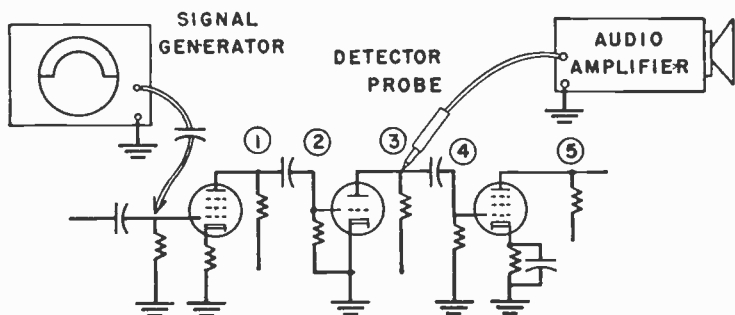 SIGNAL
GENERATOR
DETECTOR
PROBE
AUDIO
AMPLIFIER
1
2
3
4
5